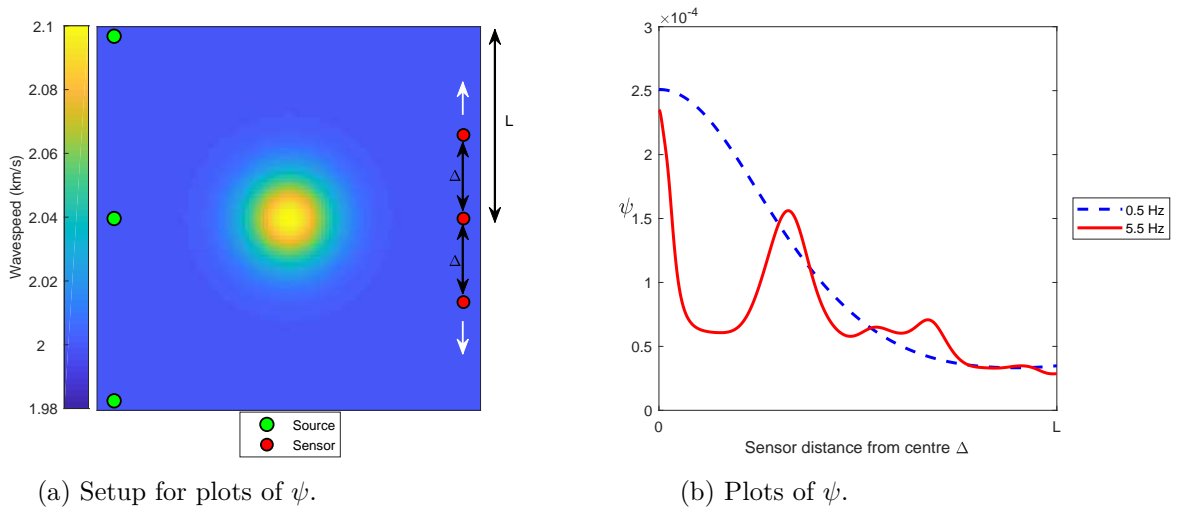 2.1
2.08
2.06
2.04
2.02
2
1.98
Wavespeed (km/s)
Δ
Δ
L
Source
Sensor
(a) Setup for plots of ψ.
×10⁻⁴
3
2.5
2
1.5
1
0.5
0
ψ
0
L
Sensor distance from centre Δ
0.5 Hz
5.5 Hz
(b) Plots of ψ.